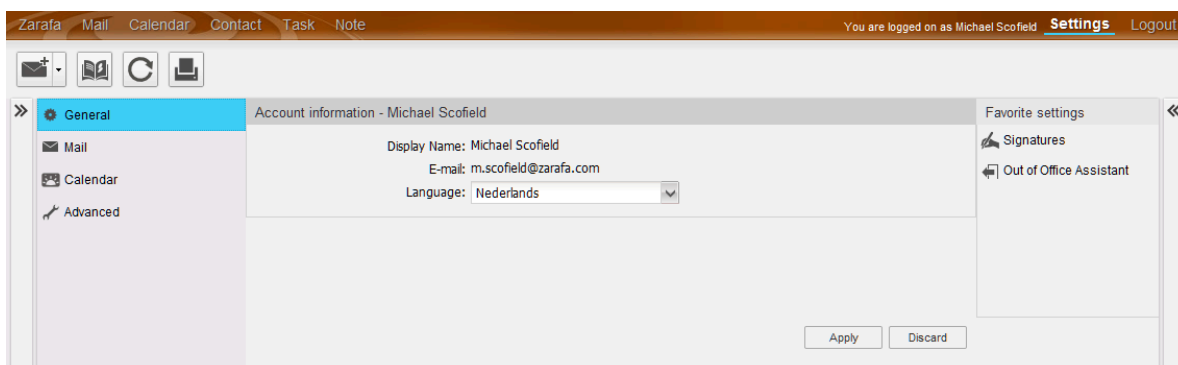 Zarafa Mail Calendar Contact Task Note You are logged on as Michael Scofield Settings Logout
General
Mail
Calendar
Advanced
Account information - Michael Scofield
Display Name: Michael Scofield
E-mail: m.scofield@zarafa.com
Language: Nederlands
Apply Discard
Favorite settings
Signatures
Out of Office Assistant